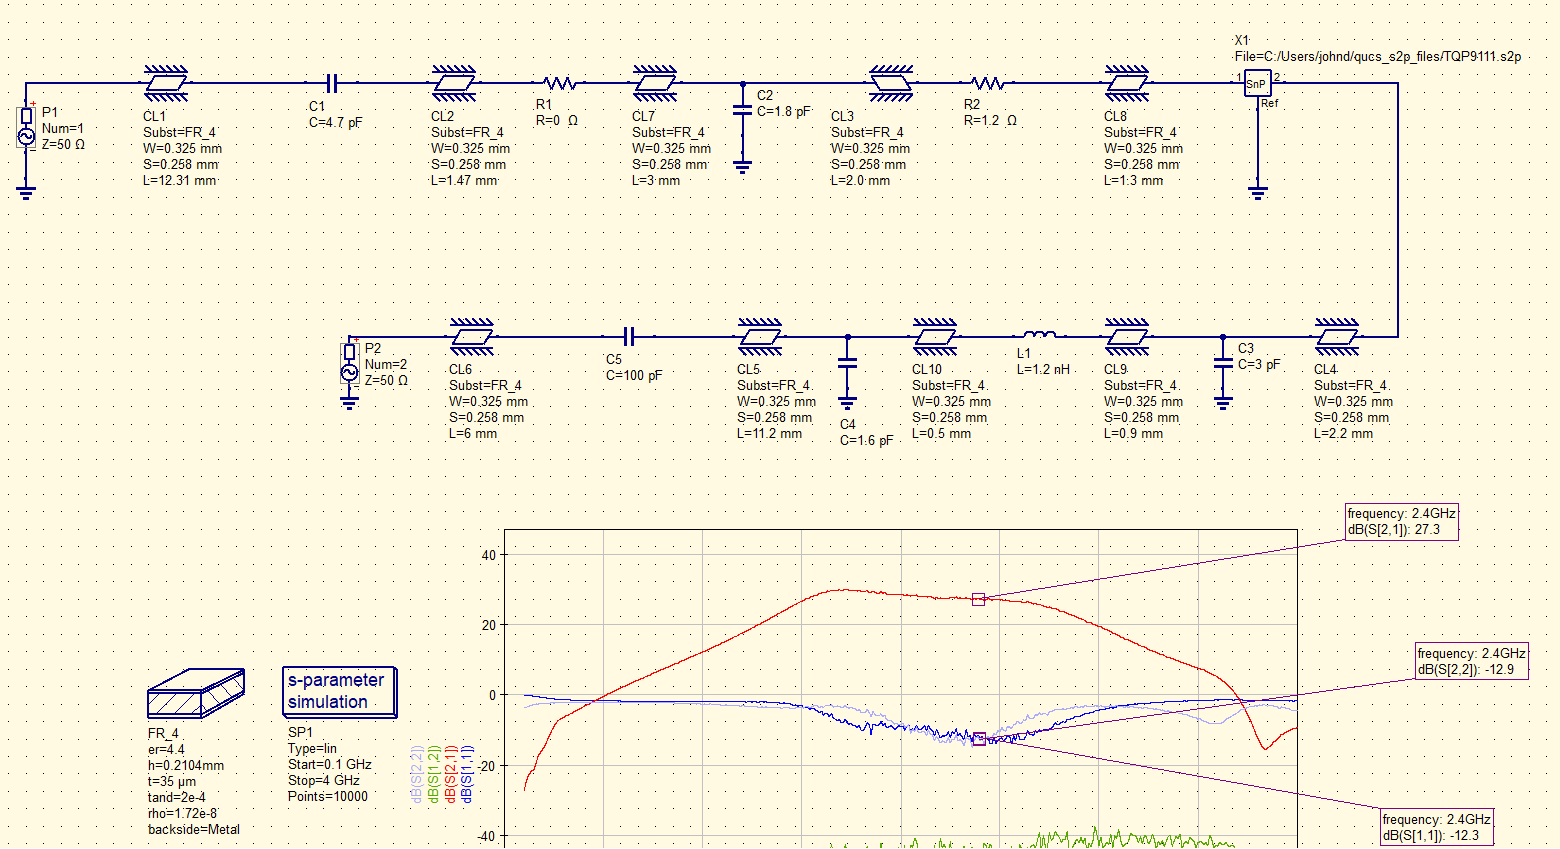 X1
File=C:/Users/johnd/qucs_s2p_files/TQP9111.s2p
1
SnP
2
Ref
+
P1
Num=1
Z=50 Ω
CL1
Subst=FR_4
W=0.325 mm
S=0.258 mm
L=12.31 mm
C1
C=4.7 pF
CL2
Subst=FR_4
W=0.325 mm
S=0.258 mm
L=1.47 mm
R1
R=0 Ω
CL7
Subst=FR_4
W=0.325 mm
S=0.258 mm
L=3 mm
C2
C=1.8 pF
CL3
Subst=FR_4
W=0.325 mm
S=0.258 mm
L=2.0 mm
R2
R=1.2 Ω
CL8
Subst=FR_4
W=0.325 mm
S=0.258 mm
L=1.3 mm
+
P2
Num=2
Z=50 Ω
CL6
Subst=FR_4
W=0.325 mm
S=0.258 mm
L=6 mm
C5
C=100 pF
CL5
Subst=FR_4
W=0.325 mm
S=0.258 mm
L=11.2 mm
C4
C=1.6 pF
CL10
Subst=FR_4
W=0.325 mm
S=0.258 mm
L=0.5 mm
L1
L=1.2 nH
CL9
Subst=FR_4
W=0.325 mm
S=0.258 mm
L=0.9 mm
C3
C=3 pF
CL4
Subst=FR_4
W=0.325 mm
S=0.258 mm
L=2.2 mm
FR_4
er=4.4
h=0.2104mm
t=35 µm
tand=2e-4
rho=1.72e-8
backside=Metal
s-parameter
simulation
SP1
Type=lin
Start=0.1 GHz
Stop=4 GHz
Points=10000
dB(S[2,2])
dB(S[1,2])
dB(S[2,1])
dB(S[1,1])
40
20
0
-20
-40
frequency: 2.4GHz
dB(S[2,1]): 27.3
frequency: 2.4GHz
dB(S[2,2]): -12.9
frequency: 2.4GHz
dB(S[1,1]): -12.3